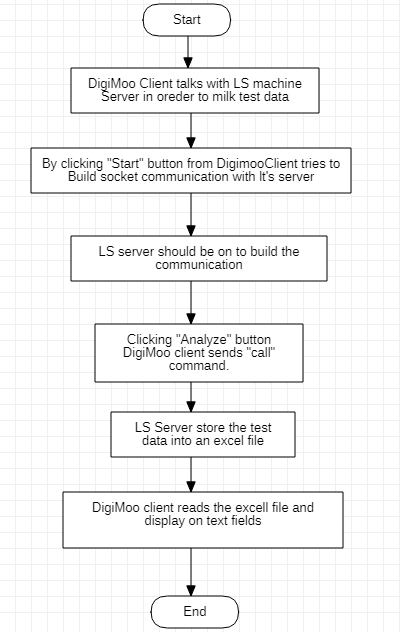 Start
DigiMoo Client talks with LS machine
Server in oreder to milk test data
By clicking "Start" button from DigimooClient tries to
Build socket communication with It's server
LS server should be on to build the
communication
Clicking "Analyze" button
DigiMoo client sends "call"
command.
LS Server store the test
data into an excel file
DigiMoo client reads the excell file and
display on text fields
End